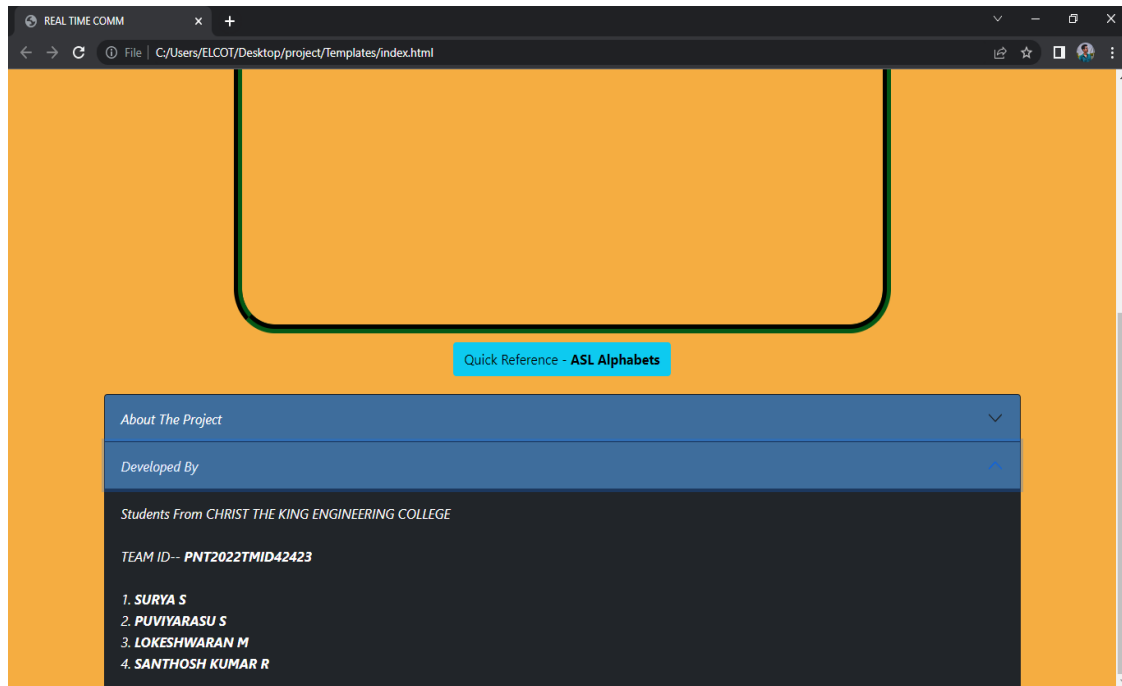 REAL TIME COMM
File | C:/Users/ELCOT/Desktop/project/Templates/index.html
Quick Reference - ASL Alphabets
About The Project
Developed By
Students From CHRIST THE KING ENGINEERING COLLEGE
TEAM ID-- PNT2022TMID42423
1. SURYA S
2. PUVIYARASU S
3. LOKESHWARAN M
4. SANTHOSH KUMAR R